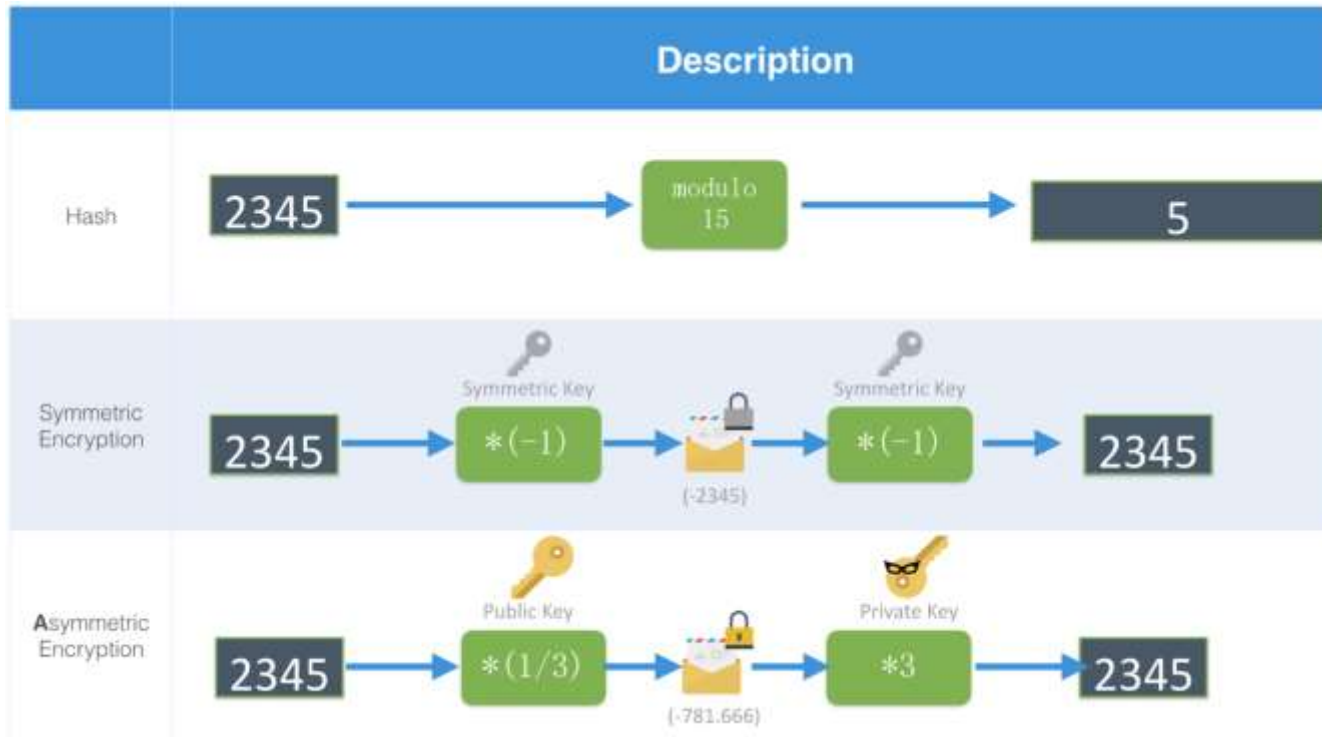 Description
Hash
2345
modulo
15
5
Symmetric
Encryption
2345
Symmetric Key
*(-1)
(-2345)
Symmetric Key
*(-1)
2345
Asymmetric
Encryption
2345
Public Key
*(1/3)
(-781.666)
Private Key
*3
2345